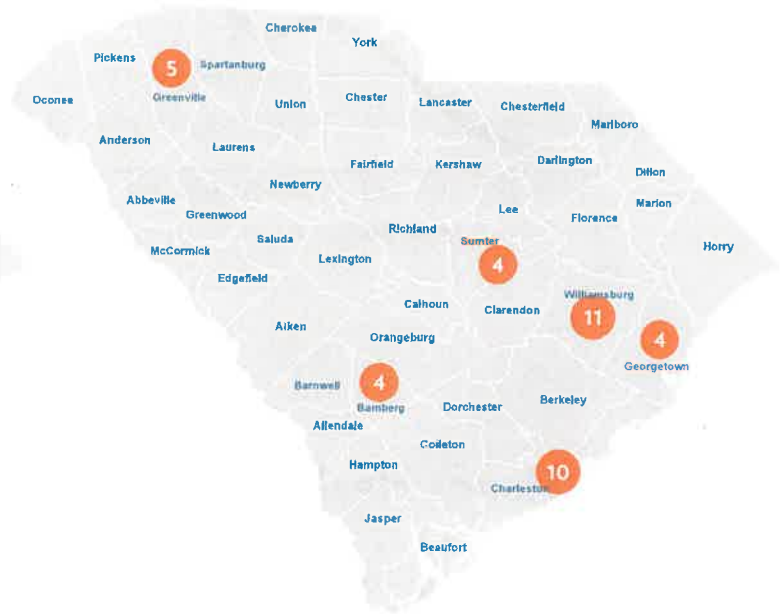 Cherokee
York
Pickens
5
Spartanburg
Oconee
Greenville
Union
Chester
Lancaster
Chesterfield
Marlboro
Anderson
Laurens
Fairfield
Kershaw
Darlington
Dillon
Newberry
Abbeville
Greenwood
Lee
Marion
Florence
Richland
Saluda
Sumter
Horry
McCormick
Lexington
4
Edgefield
Williamsburg
Calhoun
Clarendon
11
Aiken
Orangeburg
4
Georgetown
Barnwell
4
Bamberg
Dorchester
Berkeley
Allendale
Colleton
Hampton
10
Charleston
Jasper
Beaufort